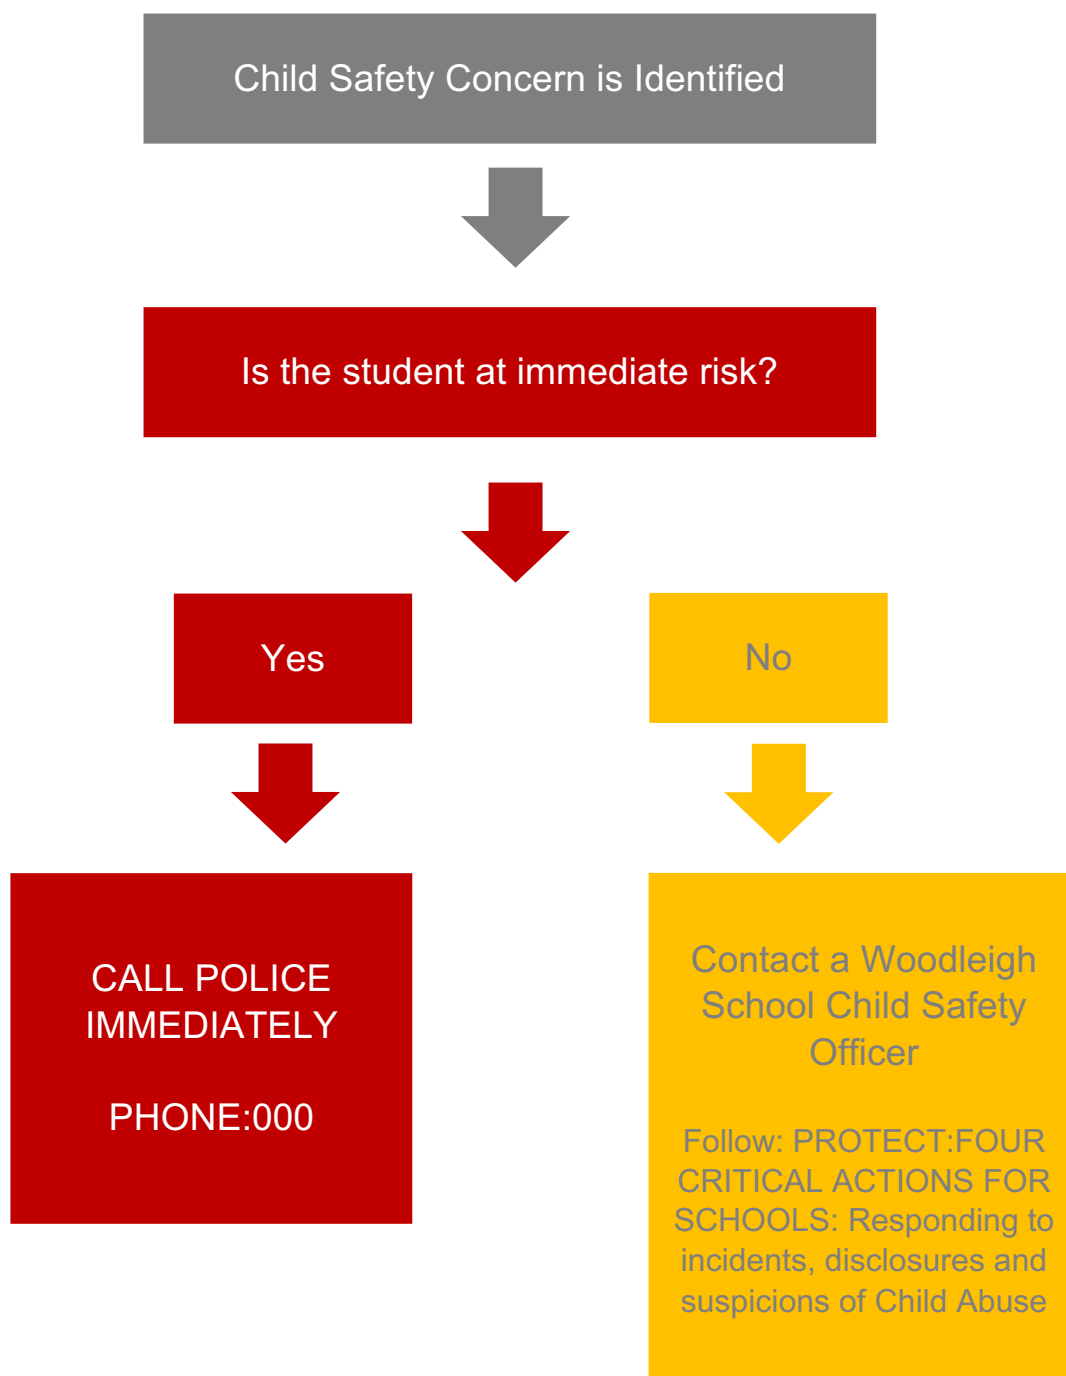 Child Safety Concern is Identified
Is the student at immediate risk?
Yes
No
CALL POLICE
IMMEDIATELY
PHONE:000
Contact a Woodleigh
School Child Safety
Officer
Follow: PROTECT:FOUR
CRITICAL ACTIONS FOR
SCHOOLS: Responding to
incidents, disclosures and
suspicions of Child Abuse